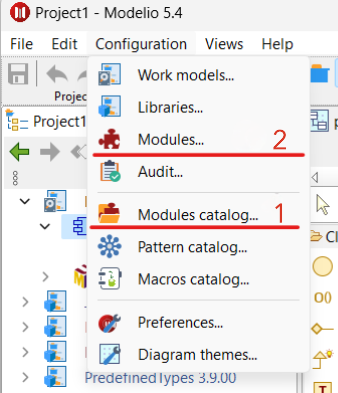 Project1 - Modelio 5.4
File Edit Configuration Views Help
Projec
Work models...
Libraries...
Project1
Modules... 2
Audit...
Modules catalog... 1
Pattern catalog...
Macros catalog...
Preferences...
Diagram themes...
PredefinedTypes 3.9.00
Cl
T